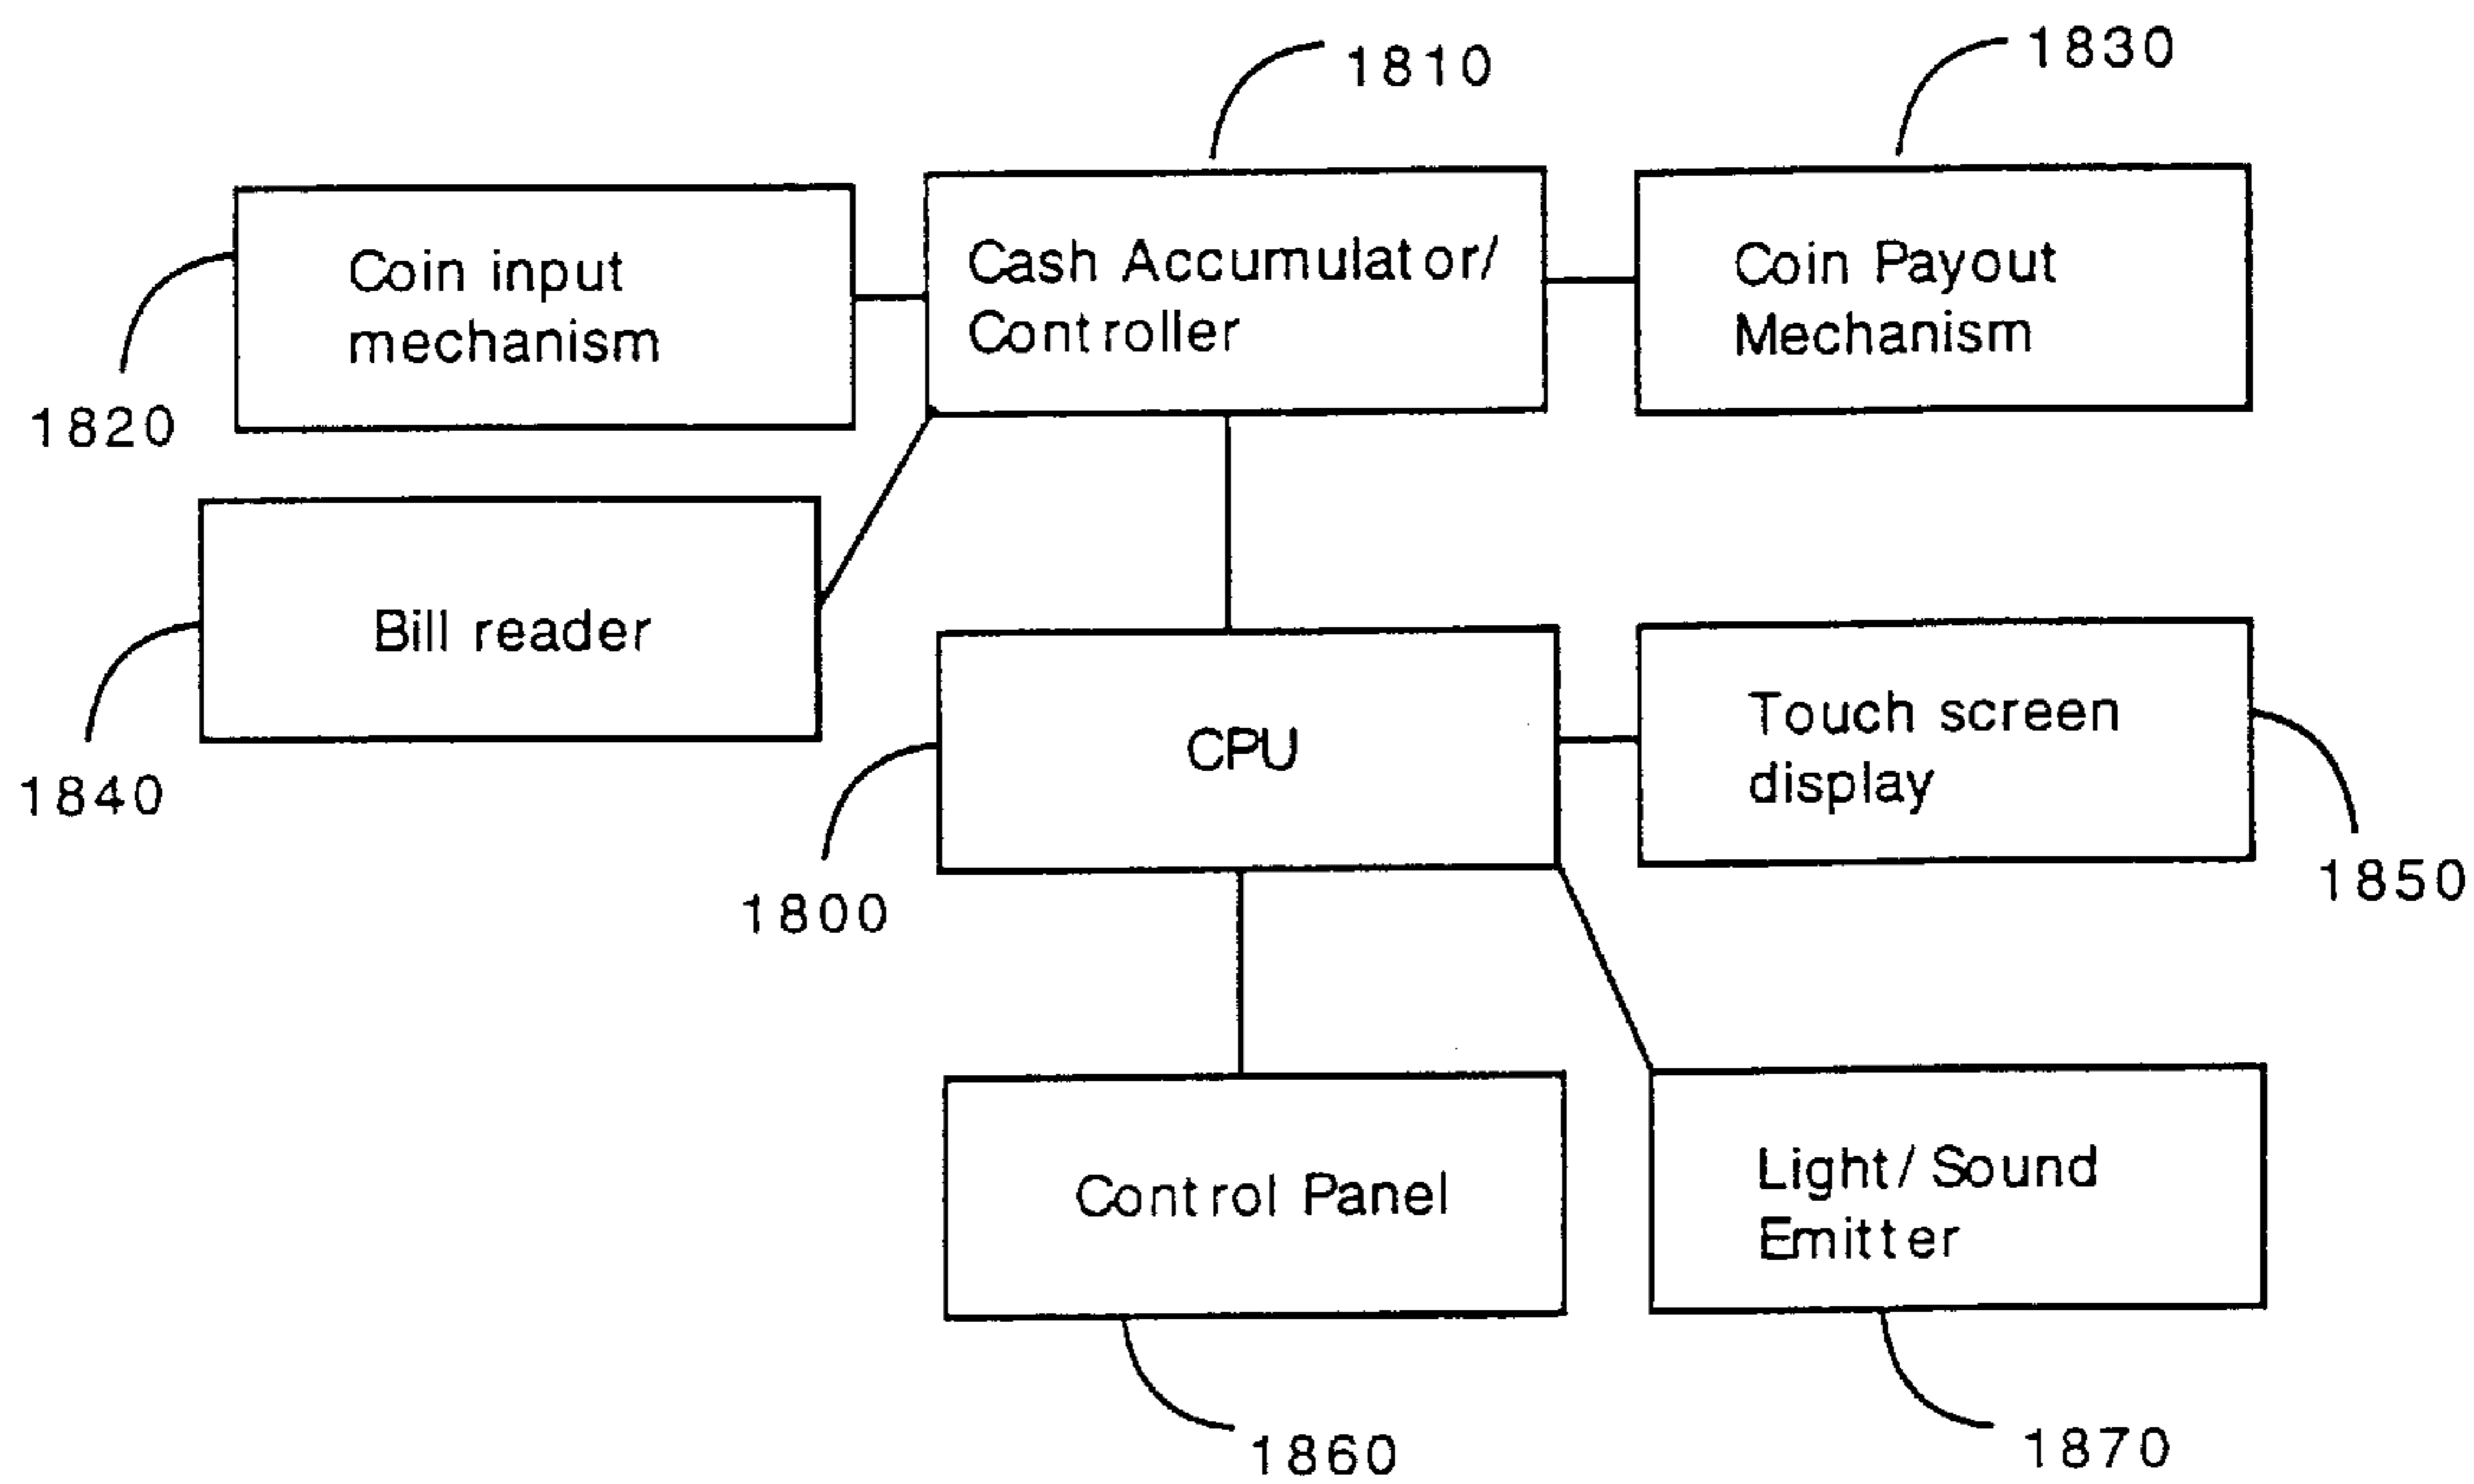 1810
1830
Coin input
mechanism
Cash Accumulator/
Controller
Coin Payout
Mechanism
1820
Bill reader
1840
CPU
Touch screen
display
1800
1850
Control Panel
Light/Sound
Emitter
1860
1870